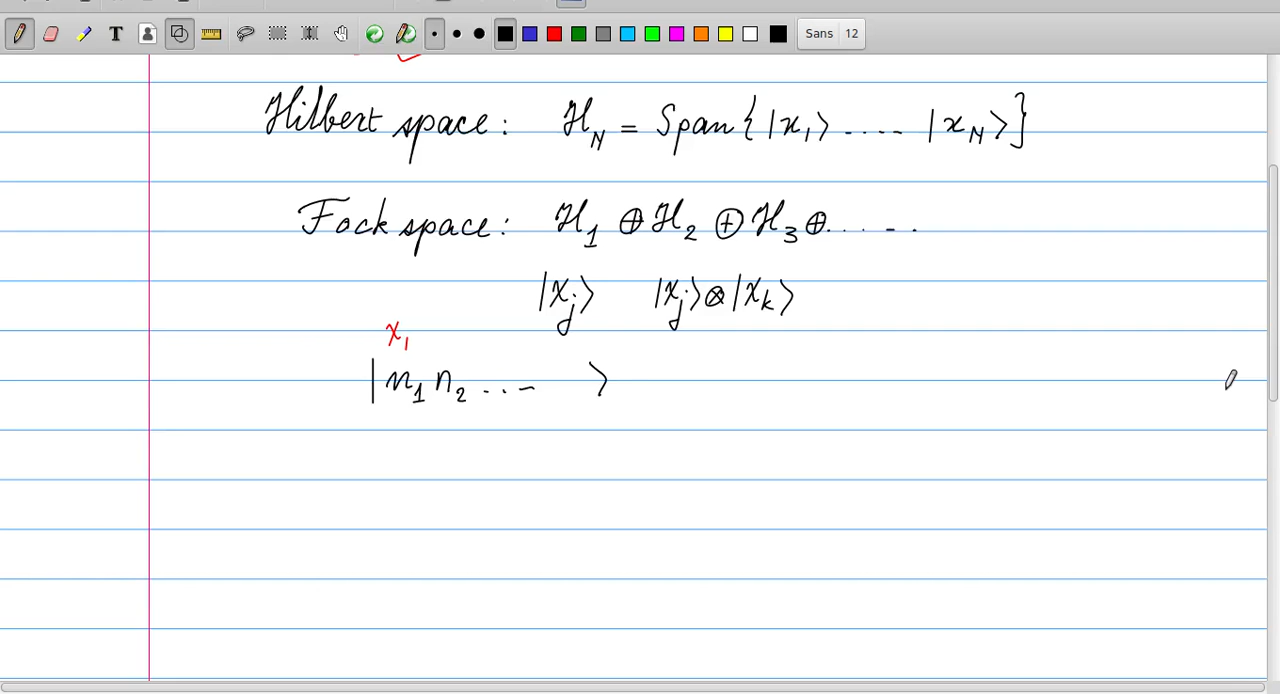 T Sans 12
Hilbert space : ℋ_N = Span{ |x₁⟩ ..... |x_N⟩ }
Fock space : ℋ₁ ⊕ ℋ₂ ⊕ ℋ₃ ⊕ ......
|x_j⟩ |x_j⟩⊗|x_k⟩
x₁
|n₁ n₂ ... ⟩